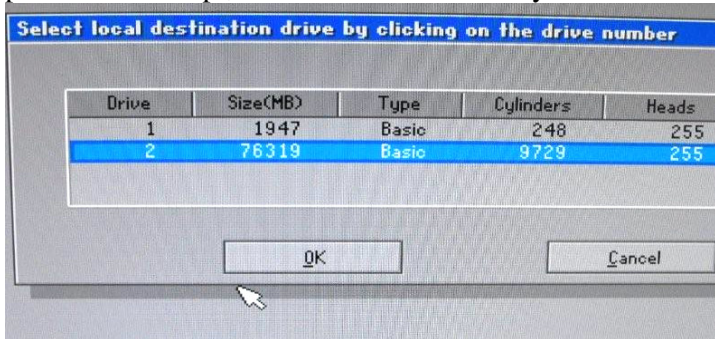 Select local destination drive by clicking on the drive number
Drive Size(MB) Type Cylinders Heads
1 1947 Basic 248 255
2 76319 Basic 9729 255
OK Cancel